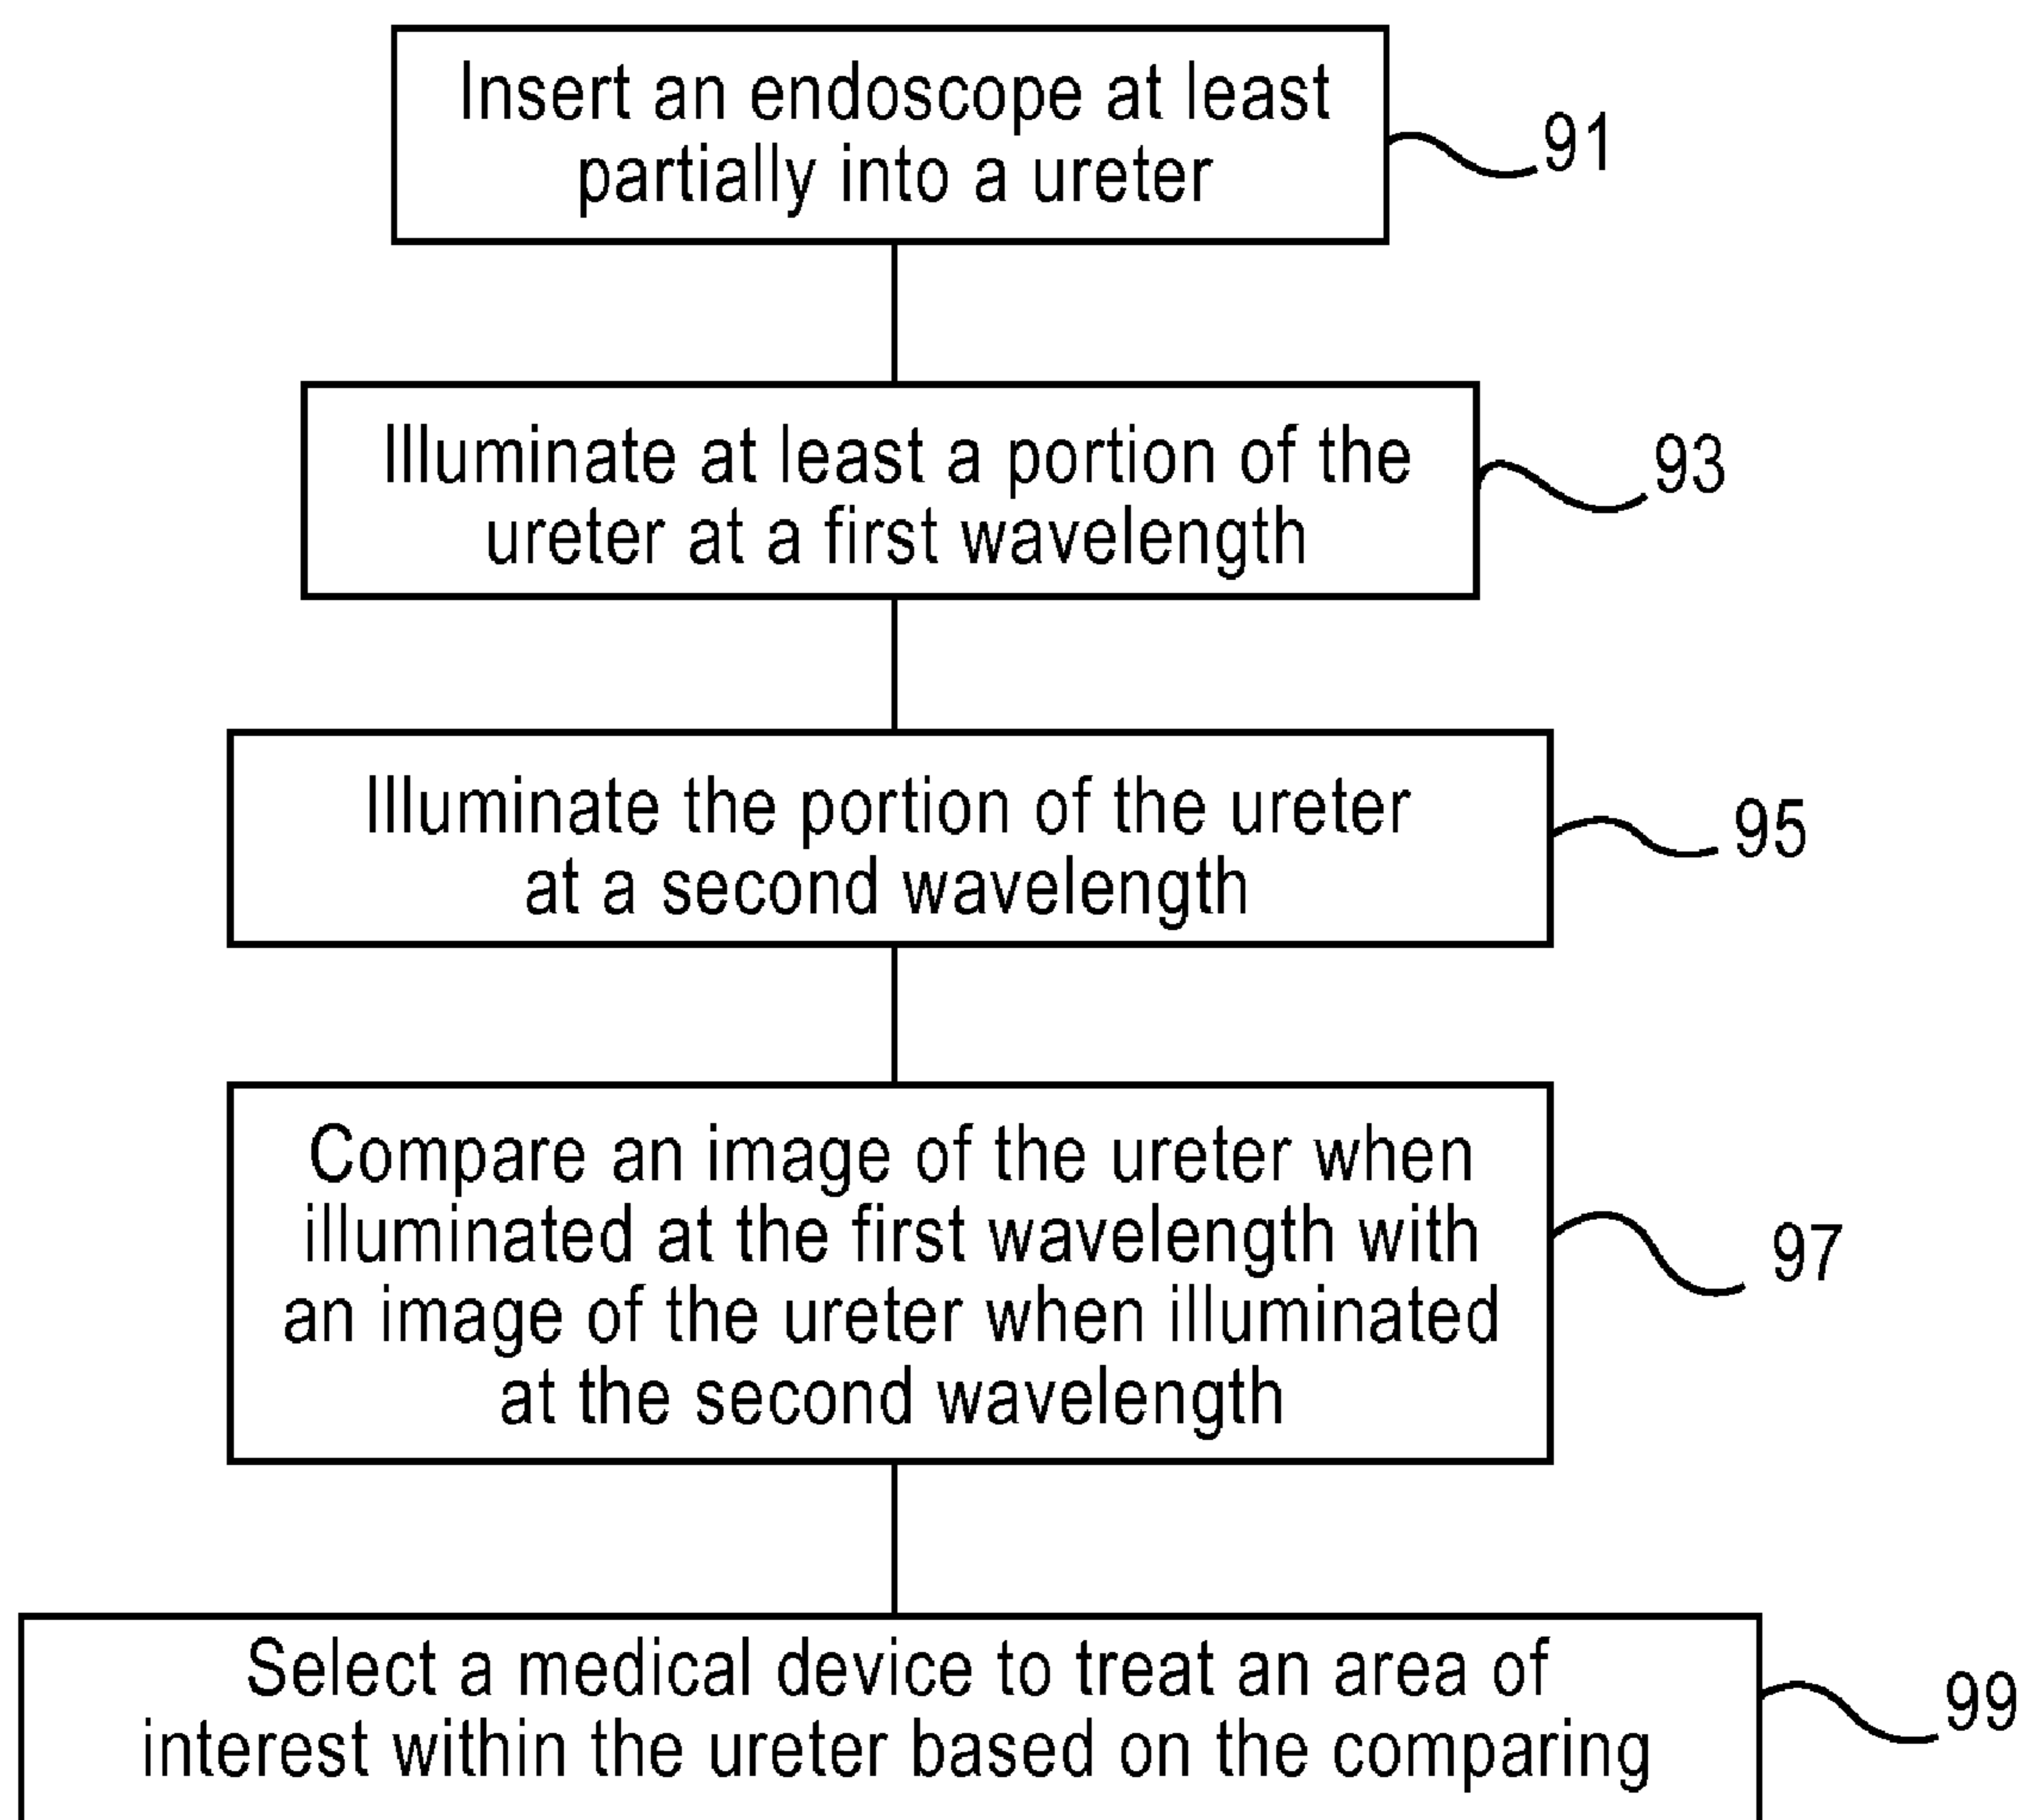 Insert an endoscope at least
partially into a ureter
91
Illuminate at least a portion of the
ureter at a first wavelength
93
Illuminate the portion of the ureter
at a second wavelength
95
Compare an image of the ureter when
illuminated at the first wavelength with
an image of the ureter when illuminated
at the second wavelength
97
Select a medical device to treat an area of
interest within the ureter based on the comparing
99